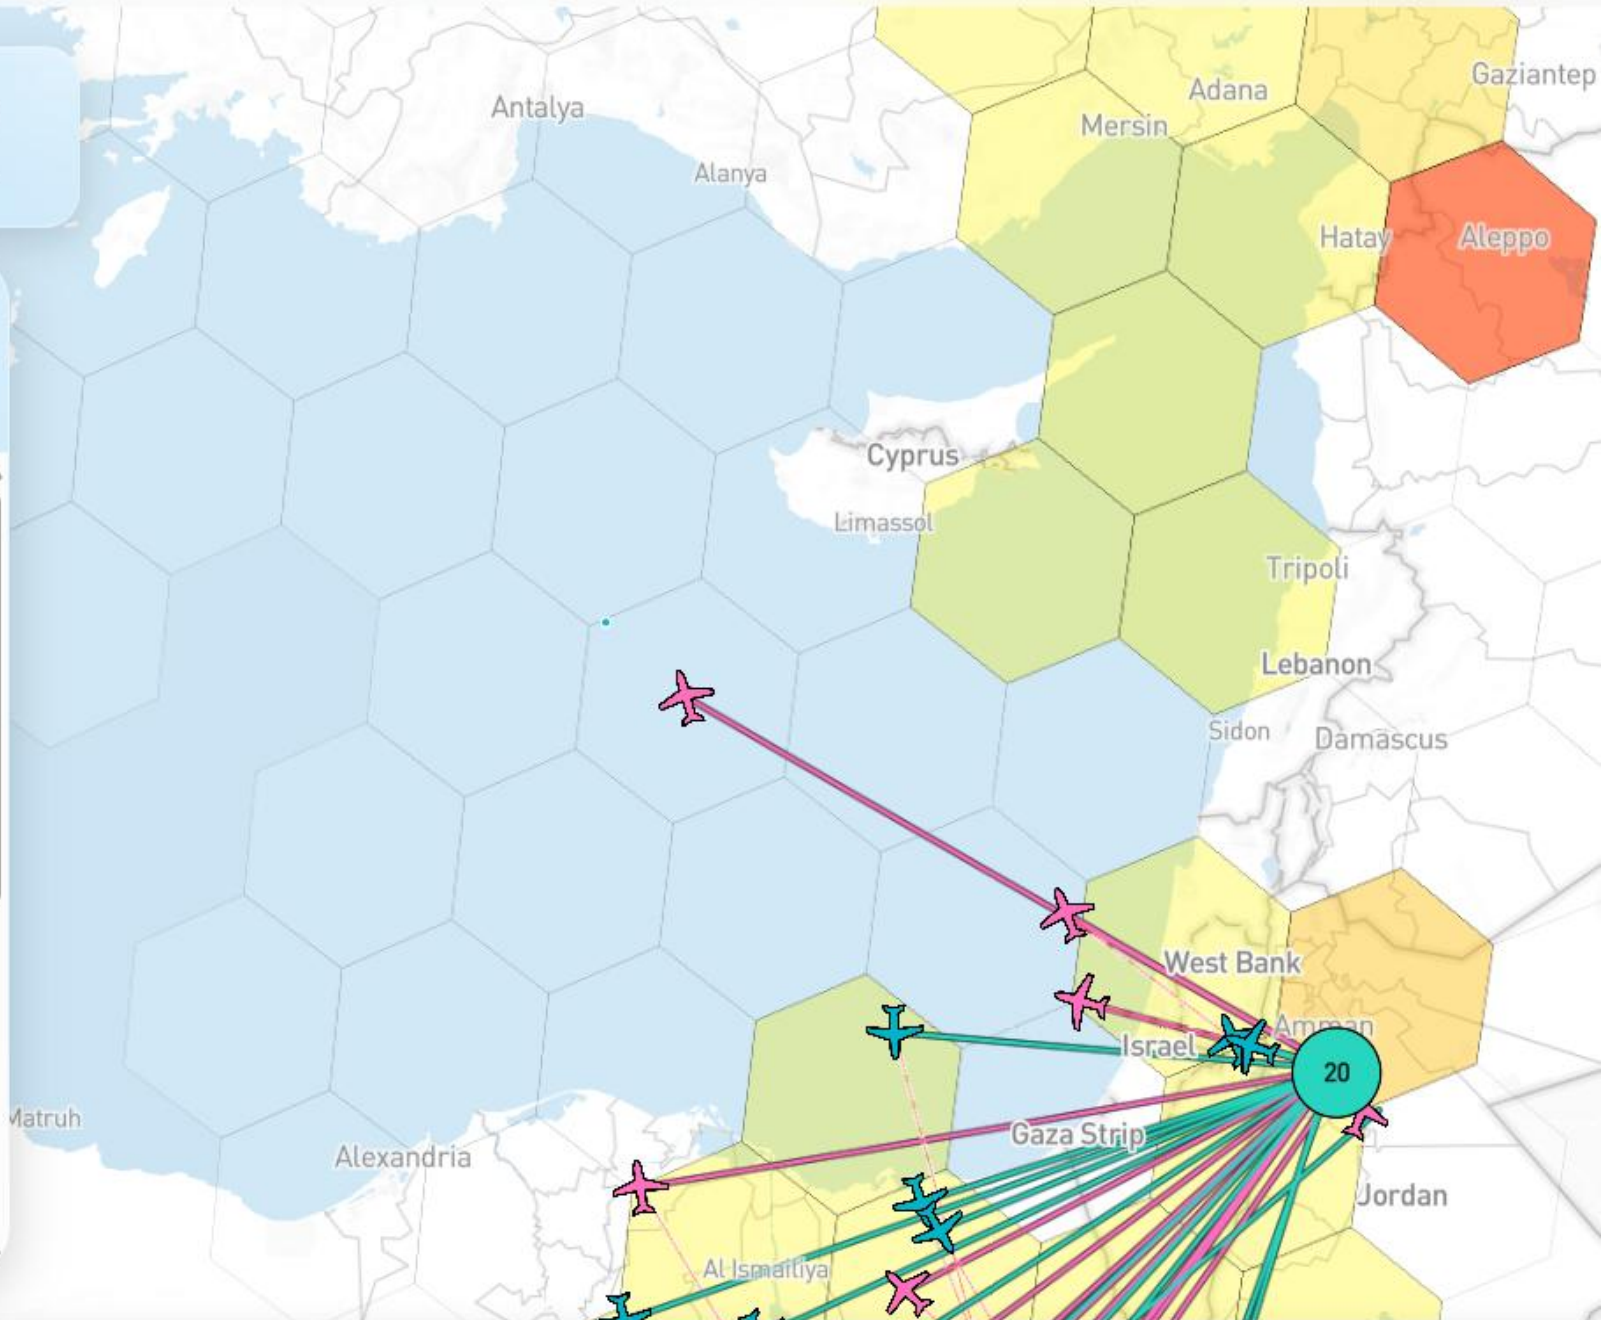 Gaziantep
Adana
Antalya
Mersin
Alanya
Hatay
Aleppo
Cyprus
Limassol
Tripoli
Lebanon
Sidon
Damascus
West Bank
Amman
Israel
20
Matruh
Gaza Strip
Alexandria
Jordan
Al Ismailiya